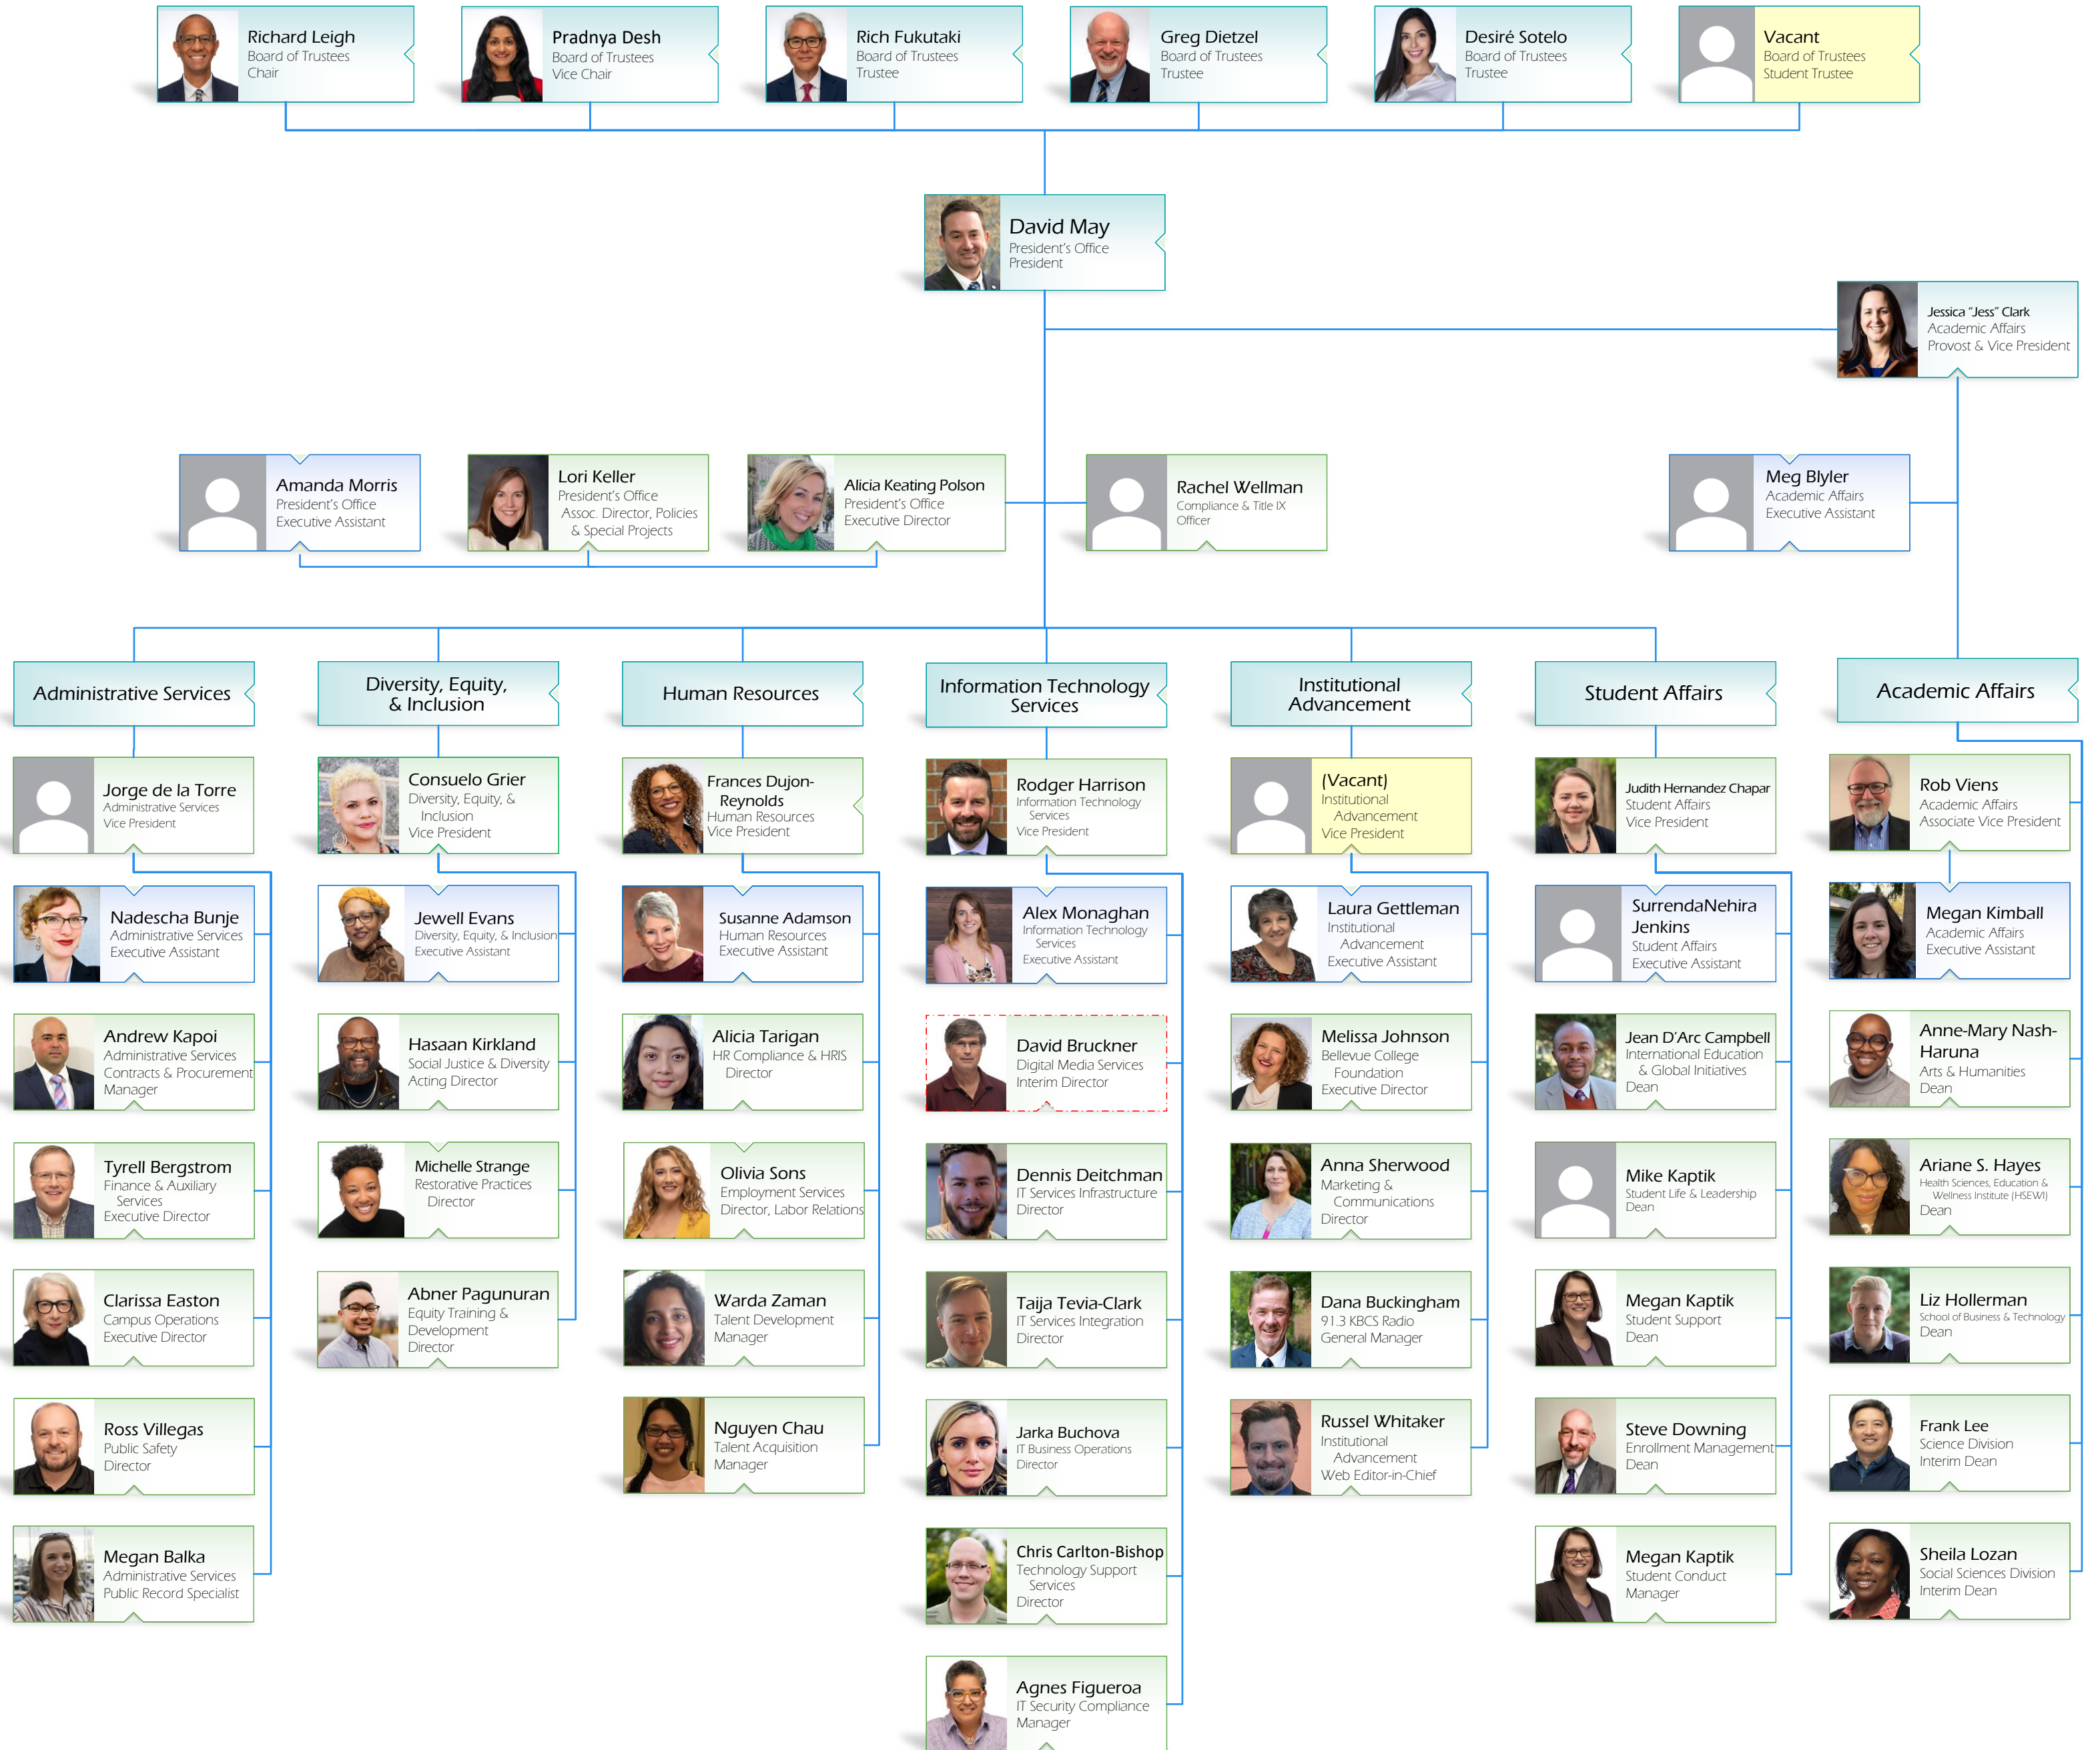 Richard Leigh
Board of Trustees
Chair
Pradnya Desh
Board of Trustees
Vice Chair
Rich Fukutaki
Board of Trustees
Trustee
Greg Dietzel
Board of Trustees
Trustee
Desiré Sotelo
Board of Trustees
Trustee
Vacant
Board of Trustees
Student Trustee
David May
President's Office
President
Jessica "Jess" Clark
Academic Affairs
Provost & Vice President
Amanda Morris
President's Office
Executive Assistant
Lori Keller
President's Office
Assoc. Director, Policies
& Special Projects
Alicia Keating Polson
President's Office
Executive Director
Rachel Wellman
Compliance & Title IX
Officer
Meg Blyler
Academic Affairs
Executive Assistant
Administrative Services
Diversity, Equity,
& Inclusion
Human Resources
Information Technology
Services
Institutional
Advancement
Student Affairs
Academic Affairs
Jorge de la Torre
Administrative Services
Vice President
Consuelo Grier
Diversity, Equity, &
Inclusion
Vice President
Frances Dujon-
Reynolds
Human Resources
Vice President
Rodger Harrison
Information Technology
Services
Vice President
(Vacant)
Institutional
Advancement
Vice President
Judith Hernandez Chapar
Student Affairs
Vice President
Rob Viens
Academic Affairs
Associate Vice President
Nadescha Bunje
Administrative Services
Executive Assistant
Jewell Evans
Diversity, Equity, & Inclusion
Executive Assistant
Susanne Adamson
Human Resources
Executive Assistant
Alex Monaghan
Information Technology
Services
Executive Assistant
Laura Gettleman
Institutional
Advancement
Executive Assistant
SurrendaNehira
Jenkins
Student Affairs
Executive Assistant
Megan Kimball
Academic Affairs
Executive Assistant
Andrew Kapoi
Administrative Services
Contracts & Procurement
Manager
Hasaan Kirkland
Social Justice & Diversity
Acting Director
Alicia Tarigan
HR Compliance & HRIS
Director
David Bruckner
Digital Media Services
Interim Director
Melissa Johnson
Bellevue College
Foundation
Executive Director
Jean D'Arc Campbell
International Education
& Global Initiatives
Dean
Anne-Mary Nash-
Haruna
Arts & Humanities
Dean
Tyrell Bergstrom
Finance & Auxiliary
Services
Executive Director
Michelle Strange
Restorative Practices
Director
Olivia Sons
Employment Services
Director, Labor Relations
Dennis Deitchman
IT Services Infrastructure
Director
Anna Sherwood
Marketing &
Communications
Director
Mike Kaptik
Student Life & Leadership
Dean
Ariane S. Hayes
Health Sciences, Education &
Wellness Institute (HSEWI)
Dean
Clarissa Easton
Campus Operations
Executive Director
Abner Pagunuran
Equity Training &
Development
Director
Warda Zaman
Talent Development
Manager
Taija Tevia-Clark
IT Services Integration
Director
Dana Buckingham
91.3 KBCS Radio
General Manager
Megan Kaptik
Student Support
Dean
Liz Hollerman
School of Business & Technology
Dean
Ross Villegas
Public Safety
Director
Nguyen Chau
Talent Acquisition
Manager
Jarka Buchova
IT Business Operations
Director
Russel Whitaker
Institutional
Advancement
Web Editor-in-Chief
Steve Downing
Enrollment Management
Dean
Frank Lee
Science Division
Interim Dean
Megan Balka
Administrative Services
Public Record Specialist
Chris Carlton-Bishop
Technology Support
Services
Director
Megan Kaptik
Student Conduct
Manager
Sheila Lozan
Social Sciences Division
Interim Dean
Agnes Figueroa
IT Security Compliance
Manager